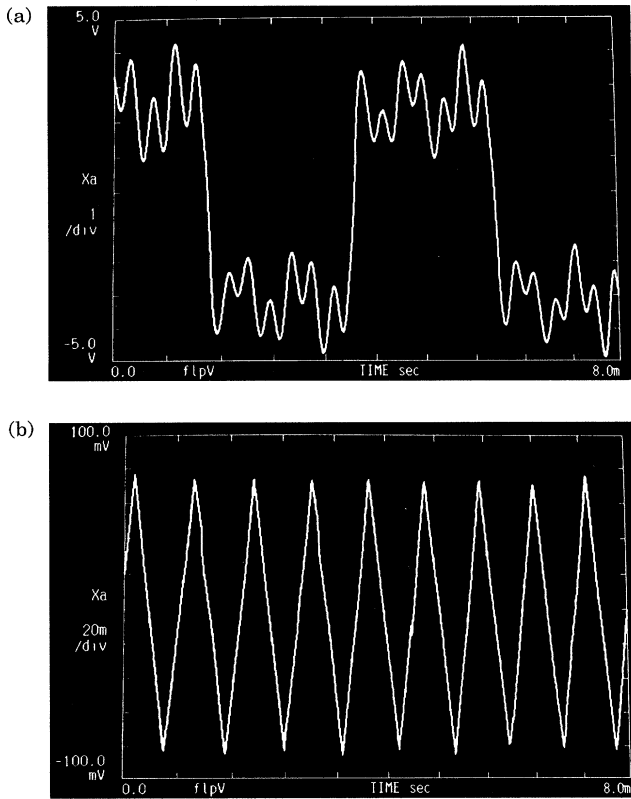 (a)
5.0
V
Xa
1
/div
-5.0
V
0.0 flpV TIME sec 8.0m
(b)
100.0
mV
Xa
20m
/div
-100.0
mV
0.0 flpV TIME sec 8.0m